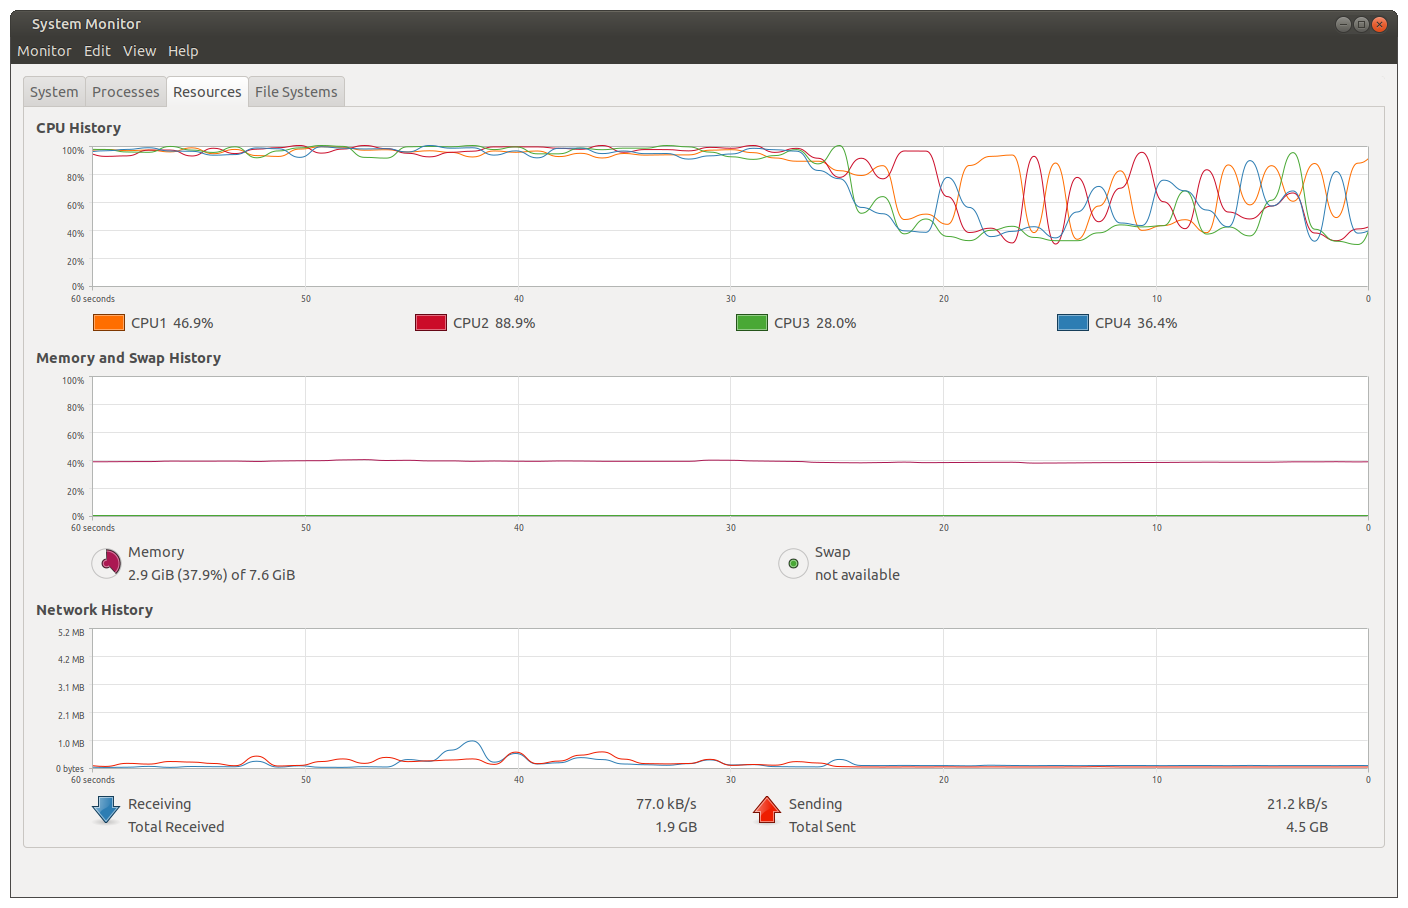 System Monitor
Monitor Edit View Help
System Processes Resources File Systems
CPU History
100%
80%
60%
40%
20%
0%
60 seconds 50 40 30 20 10 0
CPU1 46.9% CPU2 88.9% CPU3 28.0% CPU4 36.4%
Memory and Swap History
100%
80%
60%
40%
20%
0%
60 seconds 50 40 30 20 10 0
Memory Swap
2.9 GiB (37.9%) of 7.6 GiB not available
Network History
5.2 MB
4.2 MB
3.1 MB
2.1 MB
1.0 MB
0 bytes
60 seconds 50 40 30 20 10 0
Receiving 77.0 kB/s Sending 21.2 kB/s
Total Received 1.9 GB Total Sent 4.5 GB